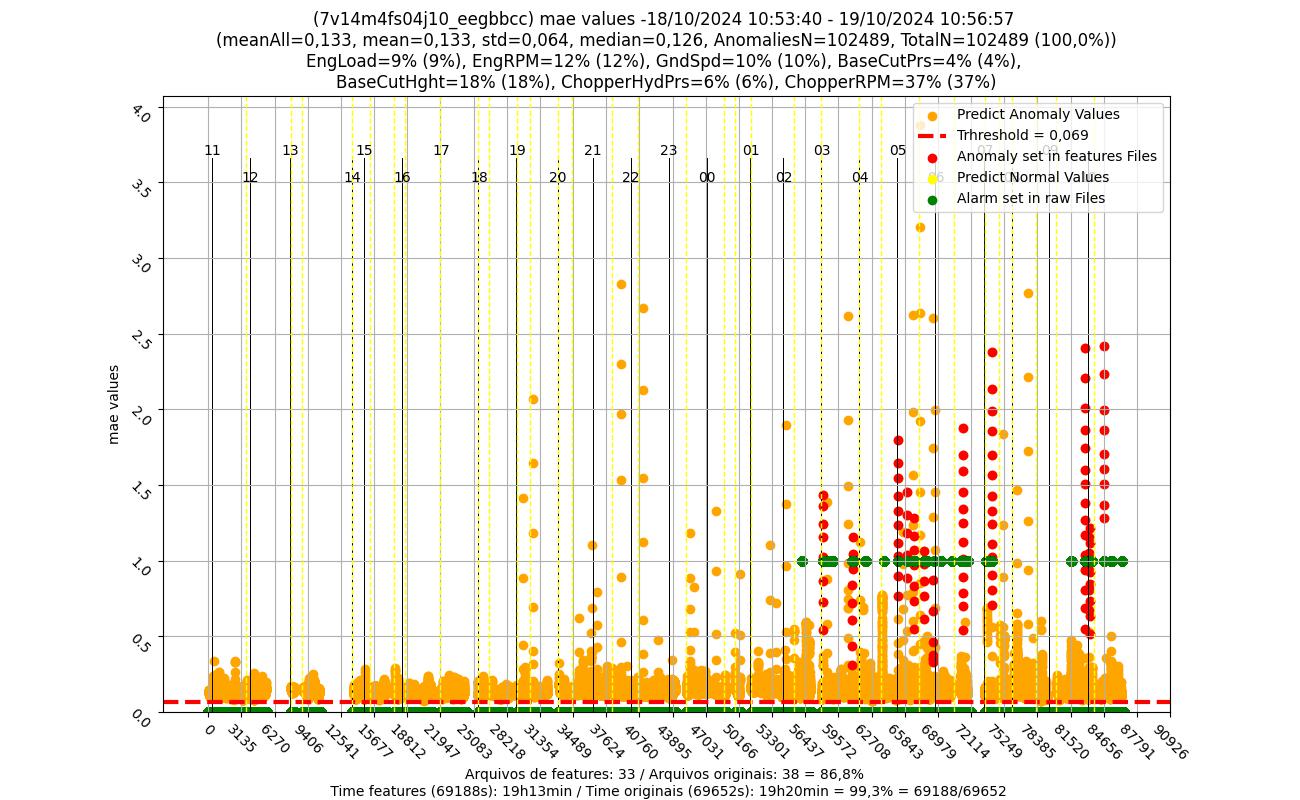 (7v14m4fs04j10_eegbbcc) mae values -18/10/2024 10:53:40 - 19/10/2024 10:56:57
(meanAll=0,133, mean=0,133, std=0,064, median=0,126, AnomaliesN=102489, TotalN=102489 (100,0%))
EngLoad=9% (9%), EngRPM=12% (12%), GndSpd=10% (10%), BaseCutPrs=4% (4%),
BaseCutHght=18% (18%), ChopperHydPrs=6% (6%), ChopperRPM=37% (37%)
Predict Anomaly Values
Trhreshold = 0,069
Anomaly set in features Files
Predict Normal Values
Alarm set in raw Files
11 13 15 17 19 21 23 01 03 05 07 09
12 14 16 18 20 22 00 02 04 06
4.0
3.5
3.0
2.5
2.0
1.5
1.0
0.5
0.0
mae values
0 3135 6270 9406 12541 15677 18812 21947 25083 28218 31354 34489 37624 40760 43895 47031 50166 53301 56437 59572 62708 65843 68979 72114 75249 78385 81520 84656 87791 90926
Arquivos de features: 33 / Arquivos originais: 38 = 86,8%
Time features (69188s): 19h13min / Time originais (69652s): 19h20min = 99,3% = 69188/69652